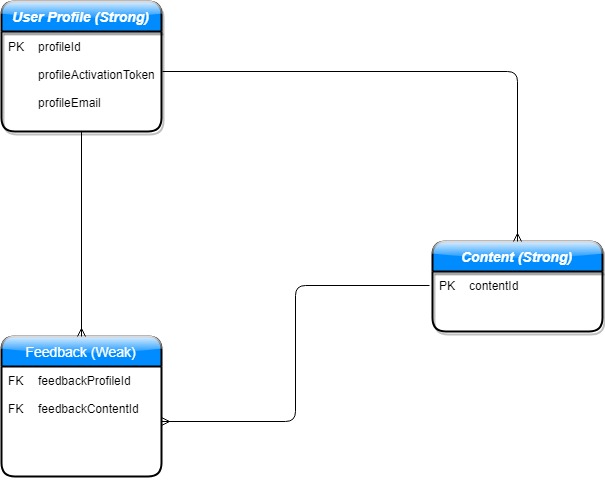 User Profile (Strong)
PK profileId
profileActivationToken
profileEmail
Content (Strong)
PK contentId
Feedback (Weak)
FK feedbackProfileId
FK feedbackContentId